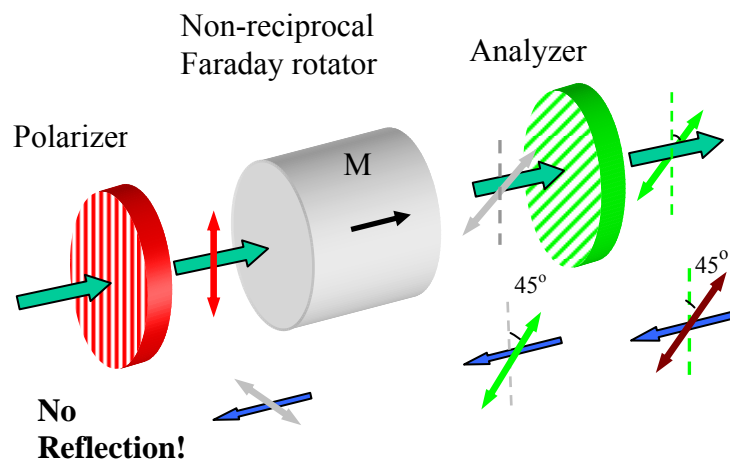 Non-reciprocal
Faraday rotator
Analyzer
Polarizer
M
45°
45°
No
Reflection!